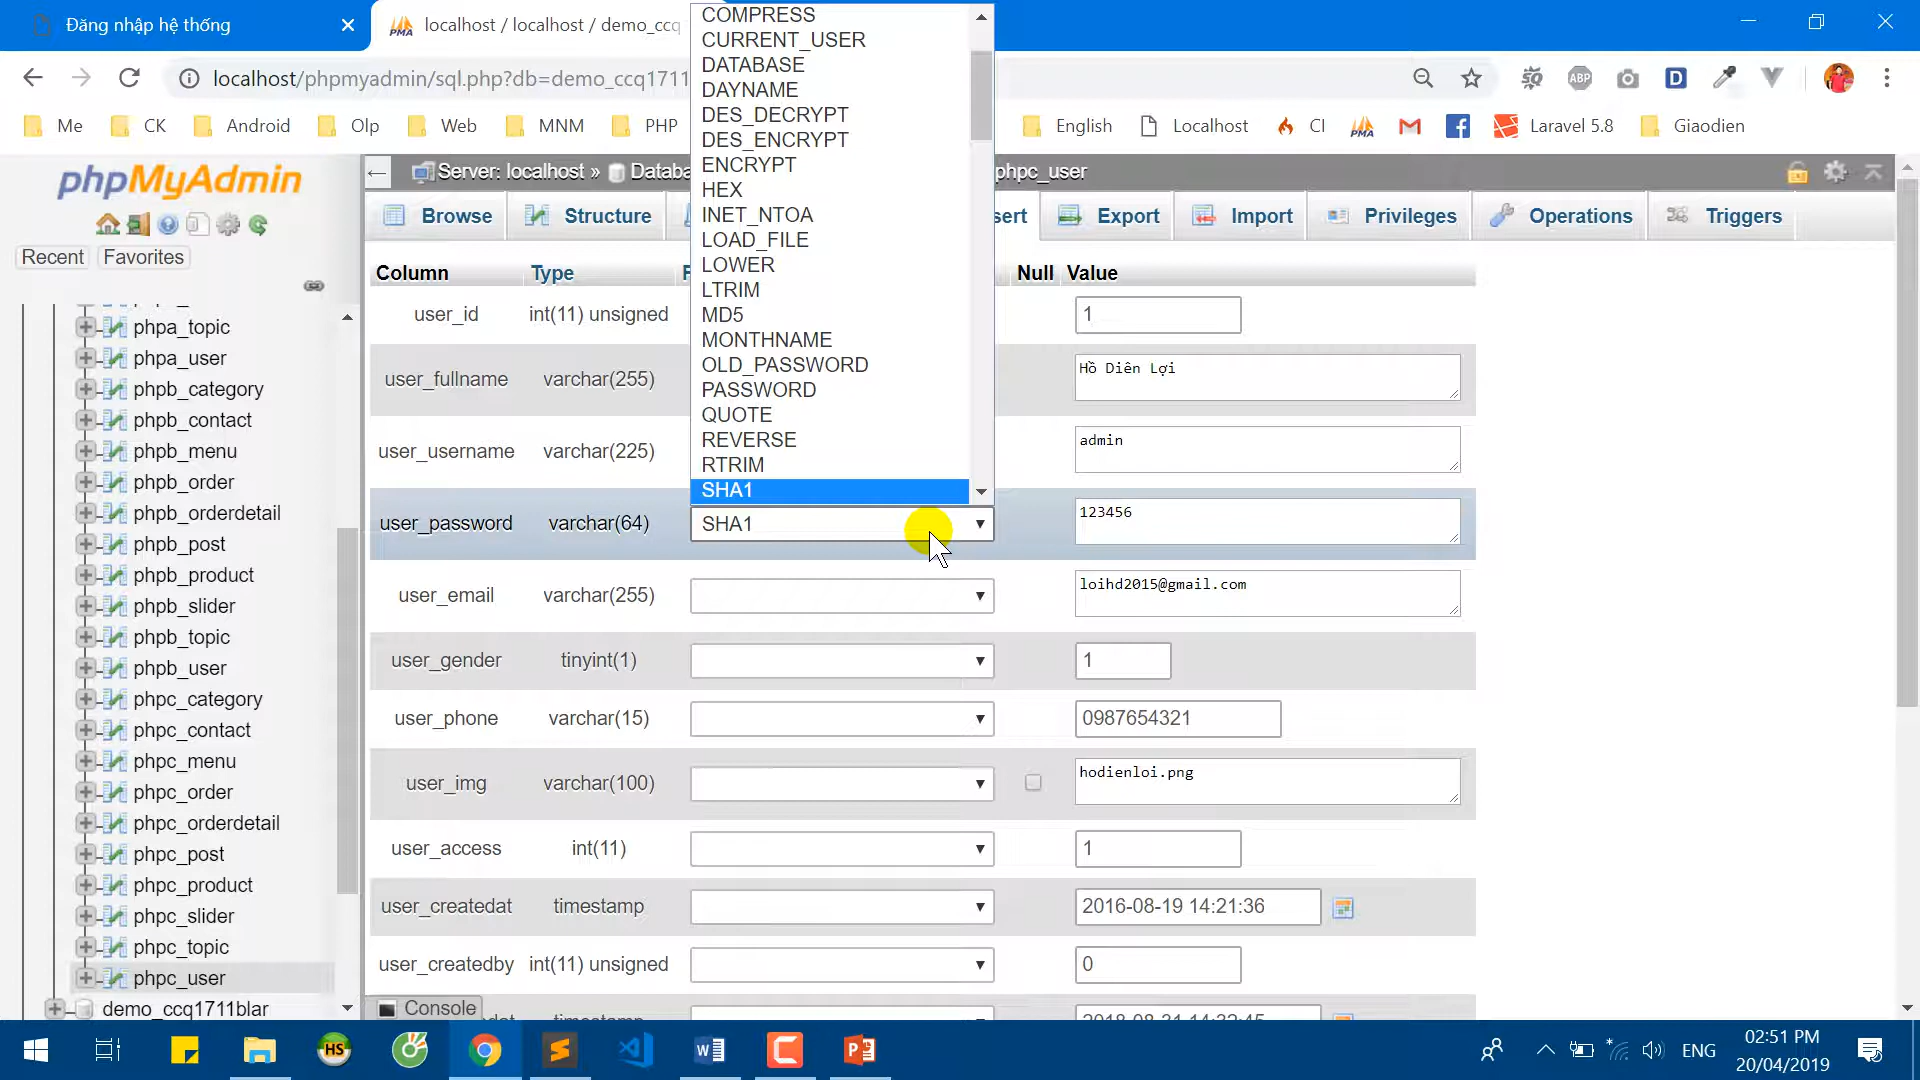 Đăng nhập hệ thống
localhost / localhost / demo_ccq
localhost/phpmyadmin/sql.php?db=demo_ccq1711
Me
CK
Android
Olp
Web
MNM
PHP
English
Localhost
CI
Laravel 5.8
Giaodien
phpMyAdmin
Recent
Favorites
phpa_topic
phpa_user
phpb_category
phpb_contact
phpb_menu
phpb_order
phpb_orderdetail
phpb_post
phpb_product
phpb_slider
phpb_topic
phpb_user
phpc_category
phpc_contact
phpc_menu
phpc_order
phpc_orderdetail
phpc_post
phpc_product
phpc_slider
phpc_topic
phpc_user
demo_ccq1711blar
Server: localhost » Databa
phpc_user
Browse
Structure
sert
Export
Import
Privileges
Operations
Triggers
Column Type F Null Value
COMPRESS
CURRENT_USER
DATABASE
DAYNAME
DES_DECRYPT
DES_ENCRYPT
ENCRYPT
HEX
INET_NTOA
LOAD_FILE
LOWER
LTRIM
MD5
MONTHNAME
OLD_PASSWORD
PASSWORD
QUOTE
REVERSE
RTRIM
SHA1
user_id int(11) unsigned 1
user_fullname varchar(255) Hồ Diên Lợi
user_username varchar(225) admin
user_password varchar(64) SHA1 123456
user_email varchar(255) loihd2015@gmail.com
user_gender tinyint(1) 1
user_phone varchar(15) 0987654321
user_img varchar(100) hodienloi.png
user_access int(11) 1
user_createdat timestamp 2016-08-19 14:21:36
user_createdby int(11) unsigned 0
Console
ENG
02:51 PM
20/04/2019